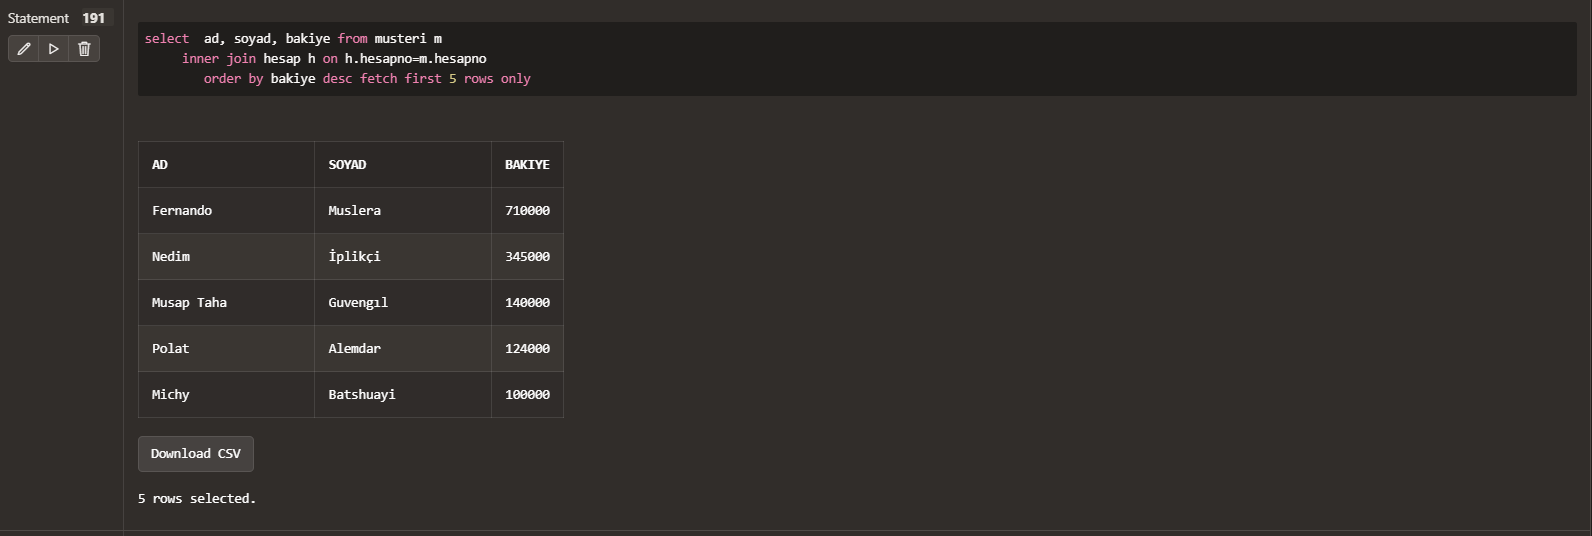 Statement 191
select  ad, soyad, bakiye from musteri m
inner join hesap h on h.hesapno=m.hesapno
order by bakiye desc fetch first 5 rows only
AD SOYAD BAKIYE
Fernando Muslera 710000
Nedim İplikçi 345000
Musap Taha Guvengıl 140000
Polat Alemdar 124000
Michy Batshuayi 100000
Download CSV
5 rows selected.